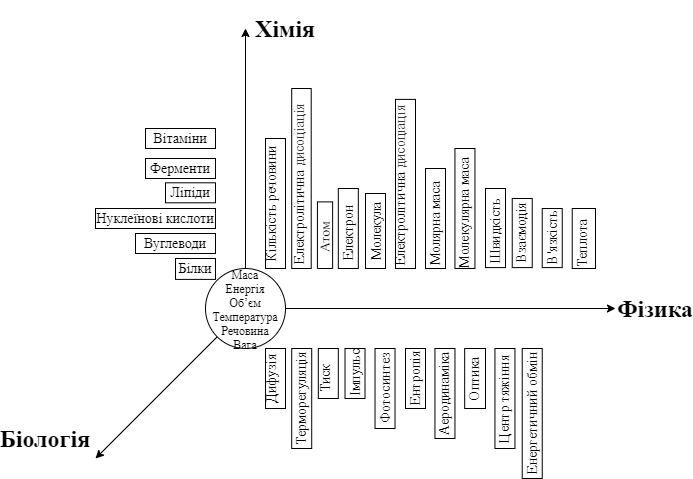 Хімія
Вітаміни
Ферменти
Ліпіди
Нуклеїнові кислоти
Вуглеводи
Білки
Кількість речовини
Електролітична дисоціація
Атом
Електрон
Молекула
Електролітична дисоціація
Молярна маса
Молекулярна маса
Швидкість
Взаємодія
В'язкість
Теплота
Маса
Енергія
Об’єм
Температура
Речовина
Вага
Фізика
Дифузія
Терморегуляція
Тиск
Імпульс
Фотосинтез
Ентропія
Аеродинаміка
Оптика
Центр тяжіння
Енергетичний обмін
Біологія